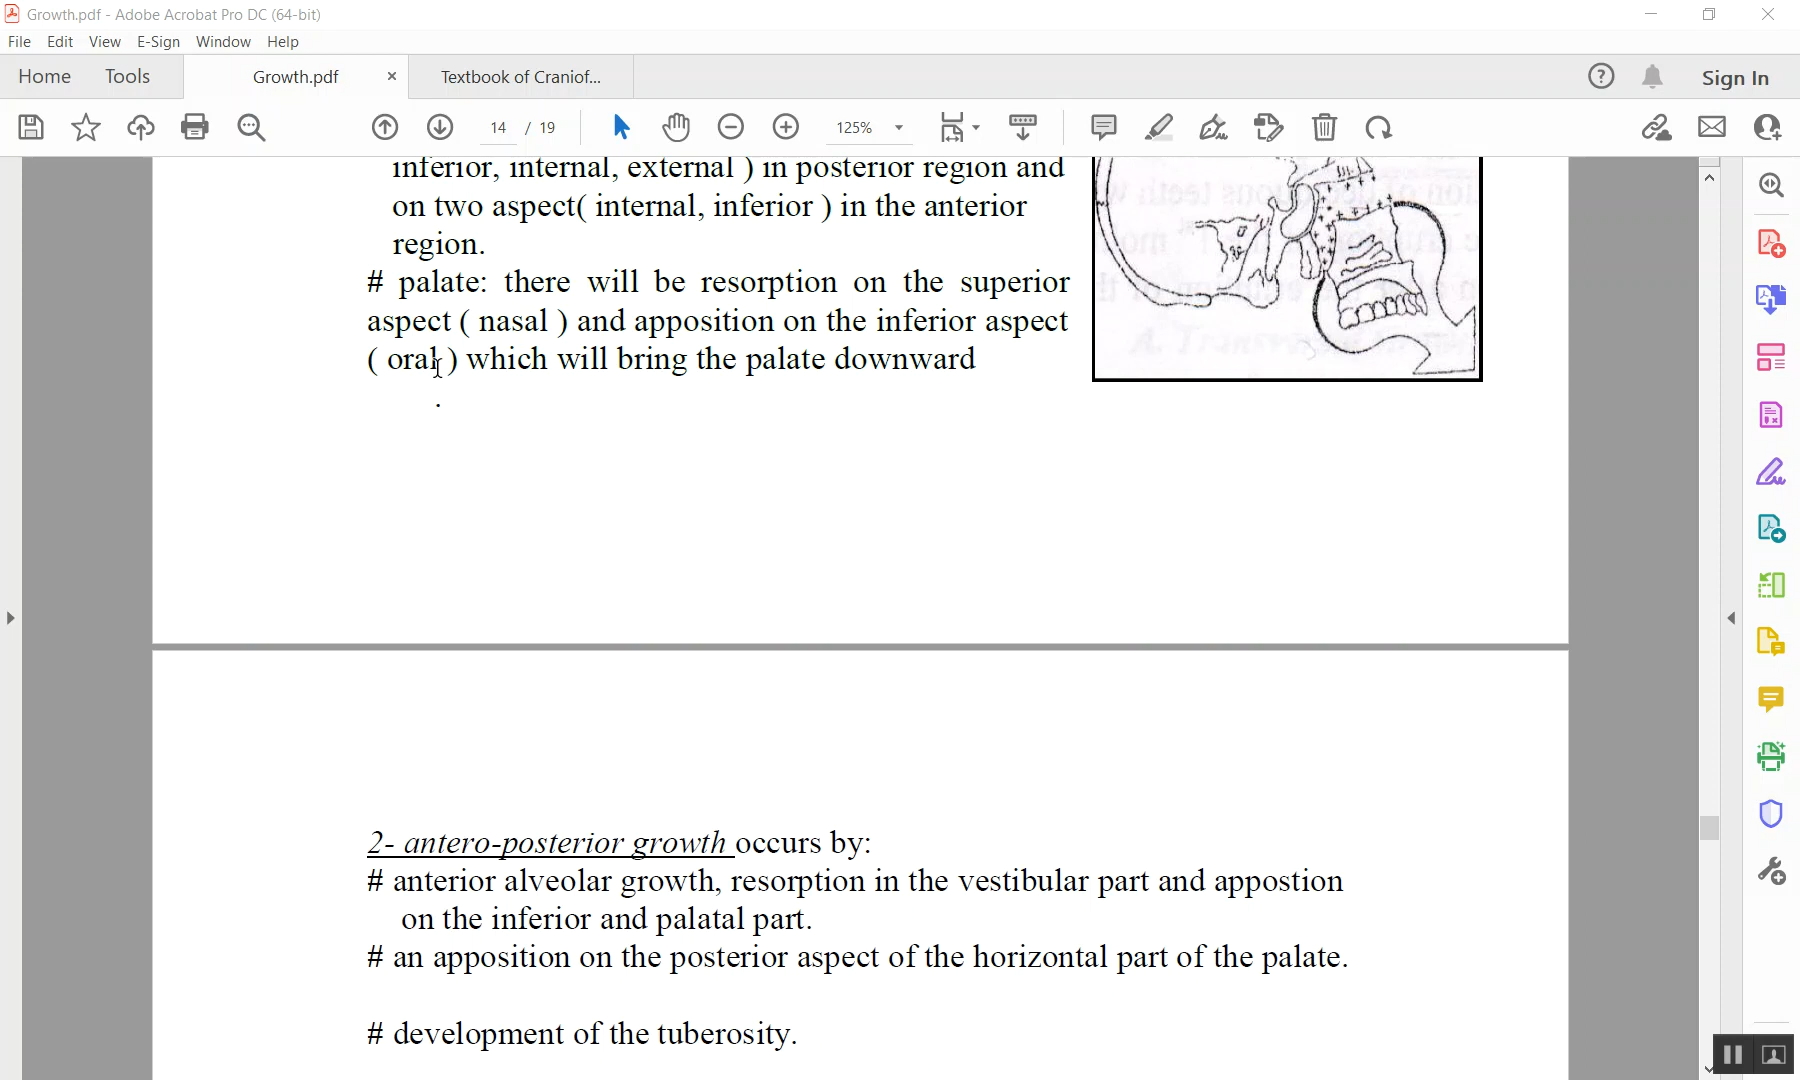 Growth.pdf - Adobe Acrobat Pro DC (64-bit)
File Edit View E-Sign Window Help
Home Tools Growth.pdf × Textbook of Craniof... ? Sign In
14 / 19 125%
inferior, internal, external ) in posterior region and
on two aspect( internal, inferior ) in the anterior
region.
# palate: there will be resorption on the superior
aspect ( nasal ) and apposition on the inferior aspect
( oral ) which will bring the palate downward
.
2- antero-posterior growth occurs by:
# anterior alveolar growth, resorption in the vestibular part and appostion
on the inferior and palatal part.
# an apposition on the posterior aspect of the horizontal part of the palate.
# development of the tuberosity.